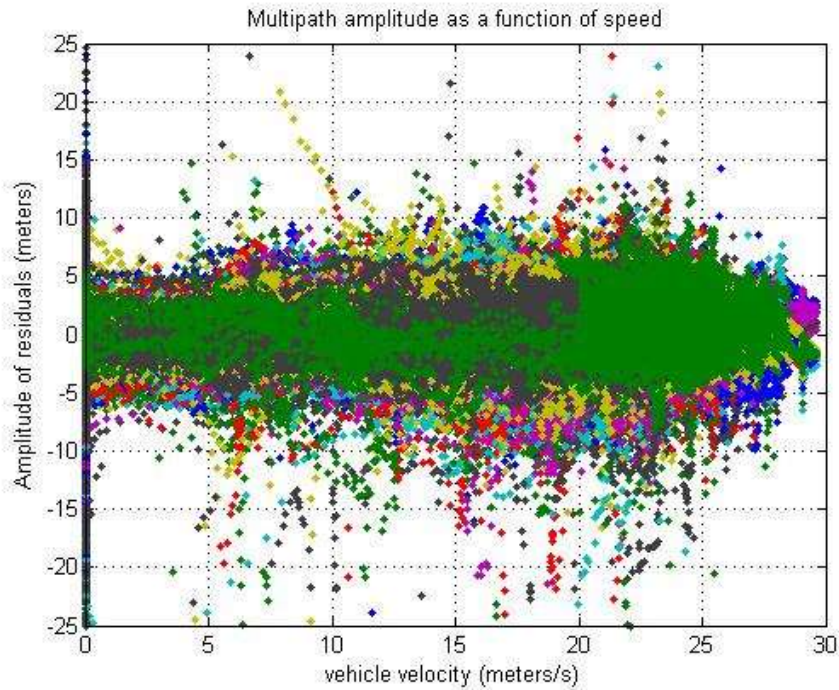 Multipath amplitude as a function of speed
Amplitude of residuals (meters)
25
20
15
10
5
0
-5
-10
-15
-20
-25
0 5 10 15 20 25 30
vehicle velocity (meters/s)